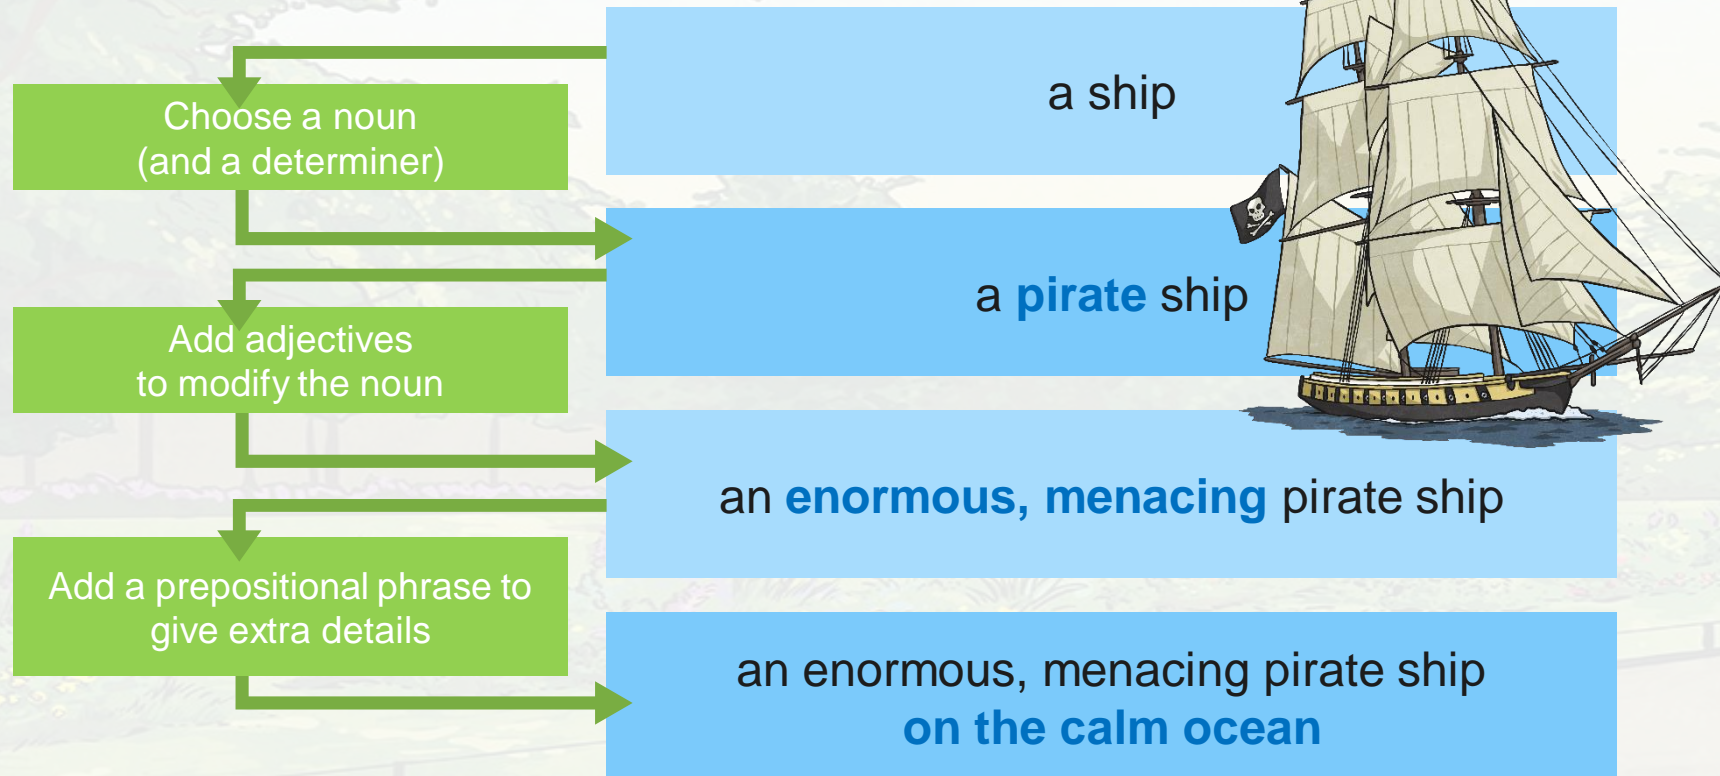 a ship
Choose a noun
(and a determiner)
a pirate ship
Add adjectives
to modify the noun
an enormous, menacing pirate ship
Add a prepositional phrase to
give extra details
an enormous, menacing pirate ship
on the calm ocean